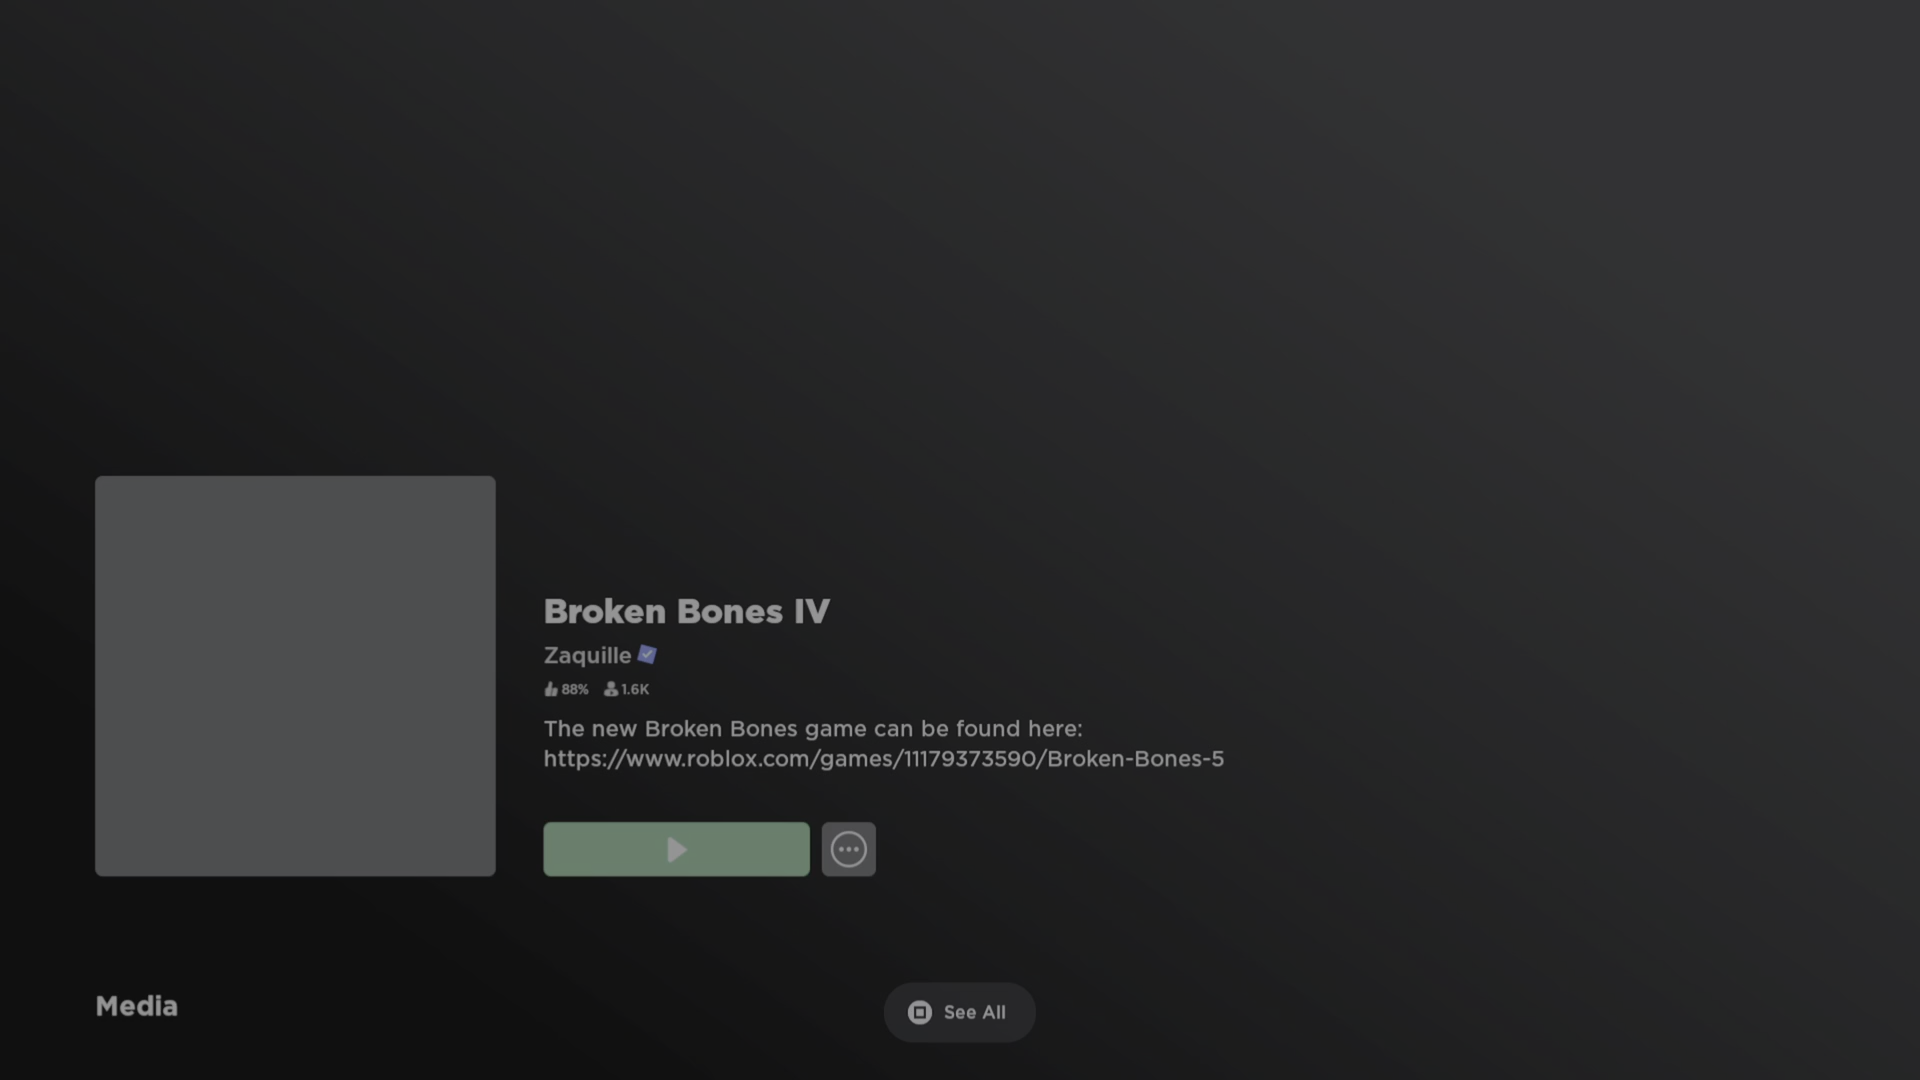 Broken Bones IV
Zaquille
88% 1.6K
The new Broken Bones game can be found here:
https://www.roblox.com/games/11179373590/Broken-Bones-5
Media
See All